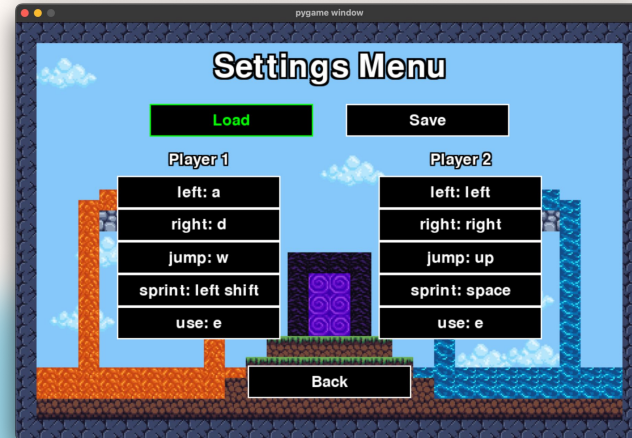 pygame window
Settings Menu
Load Save
Player 1 Player 2
left: a left: left
right: d right: right
jump: w jump: up
sprint: left shift sprint: space
use: e use: e
Back